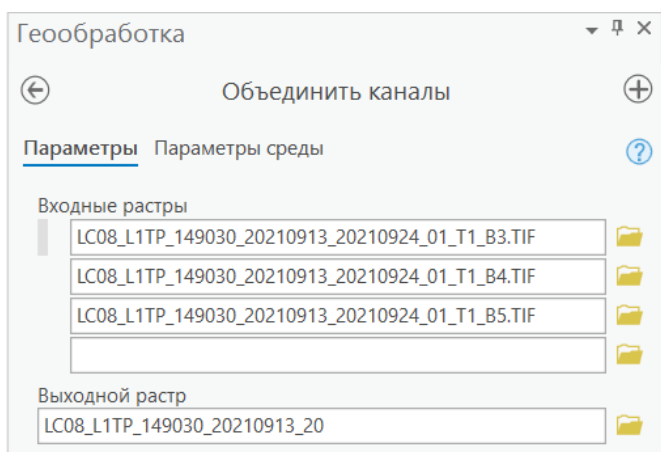 Геообработка
Объединить каналы
Параметры Параметры среды
Входные растры
LC08_L1TP_149030_20210913_20210924_01_T1_B3.TIF
LC08_L1TP_149030_20210913_20210924_01_T1_B4.TIF
LC08_L1TP_149030_20210913_20210924_01_T1_B5.TIF
Выходной растр
LC08_L1TP_149030_20210913_20